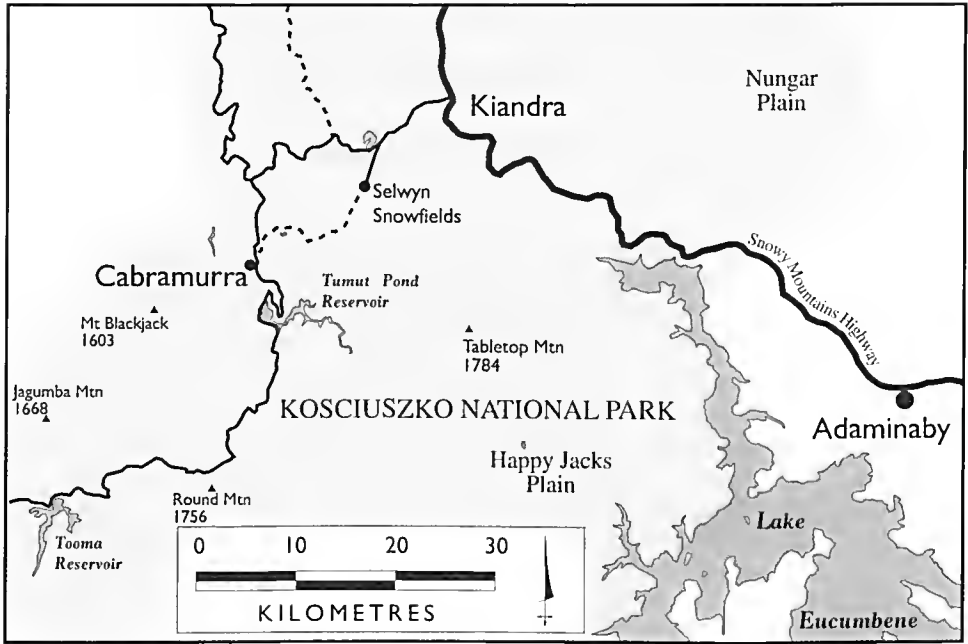 Nungar
Plain
Kiandra
Selwyn
Snowfields
Snowy Mountains Highway
Cabramurra
Tumut Pond
Reservoir
Mt Blackjack
1603
Tabletop Mtn
1784
Jagumba Mtn
1668
KOSCIUSZKO NATIONAL PARK
Adaminaby
Happy Jacks
Plain
Round Mtn
1756
Lake
Tooma
Reservoir
0 10 20 30
KILOMETRES
Eucumbene